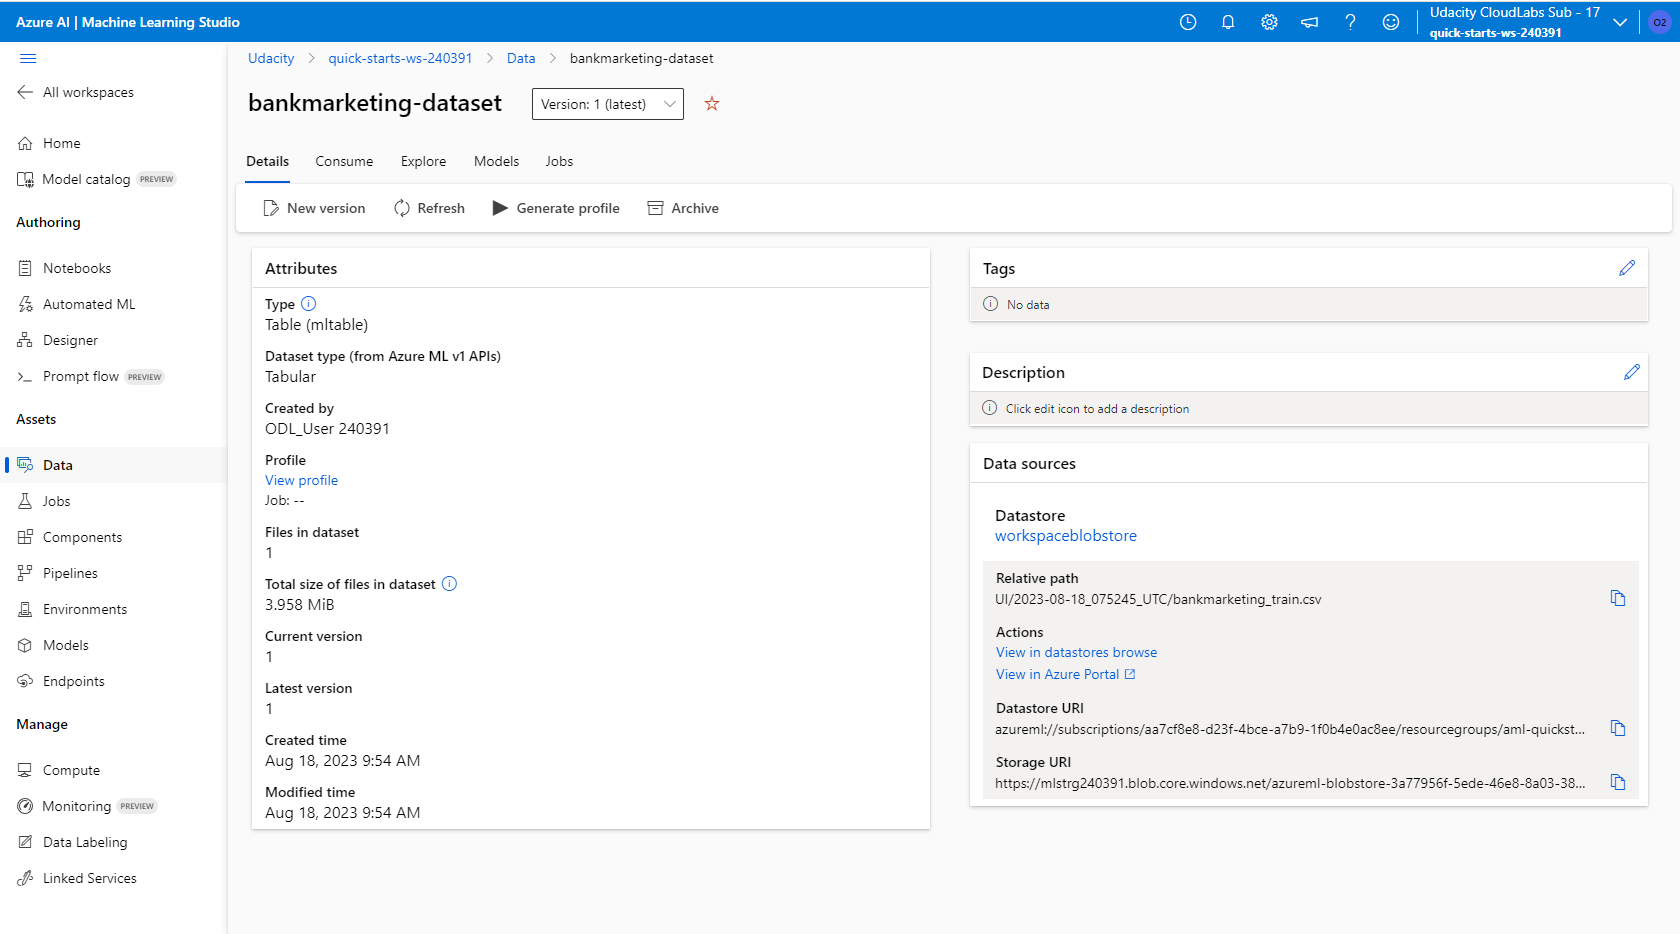 Azure AI | Machine Learning Studio
Udacity CloudLabs Sub - 17
quick-starts-ws-240391
O2
Udacity > quick-starts-ws-240391 > Data > bankmarketing-dataset
All workspaces
Home
Model catalog PREVIEW
Authoring
Notebooks
Automated ML
Designer
Prompt flow PREVIEW
Assets
Data
Jobs
Components
Pipelines
Environments
Models
Endpoints
Manage
Compute
Monitoring PREVIEW
Data Labeling
Linked Services
bankmarketing-dataset
Version: 1 (latest)
Details Consume Explore Models Jobs
New version Refresh Generate profile Archive
Attributes
Type
Table (mltable)
Dataset type (from Azure ML v1 APIs)
Tabular
Created by
ODL_User 240391
Profile
View profile
Job: --
Files in dataset
1
Total size of files in dataset
3.958 MiB
Current version
1
Latest version
1
Created time
Aug 18, 2023 9:54 AM
Modified time
Aug 18, 2023 9:54 AM
Tags
No data
Description
Click edit icon to add a description
Data sources
Datastore
workspaceblobstore
Relative path
UI/2023-08-18_075245_UTC/bankmarketing_train.csv
Actions
View in datastores browse
View in Azure Portal
Datastore URI
azureml://subscriptions/aa7cf8e8-d23f-4bce-a7b9-1f0b4e0ac8ee/resourcegroups/aml-quickst...
Storage URI
https://mlstrg240391.blob.core.windows.net/azureml-blobstore-3a77956f-5ede-46e8-8a03-38...